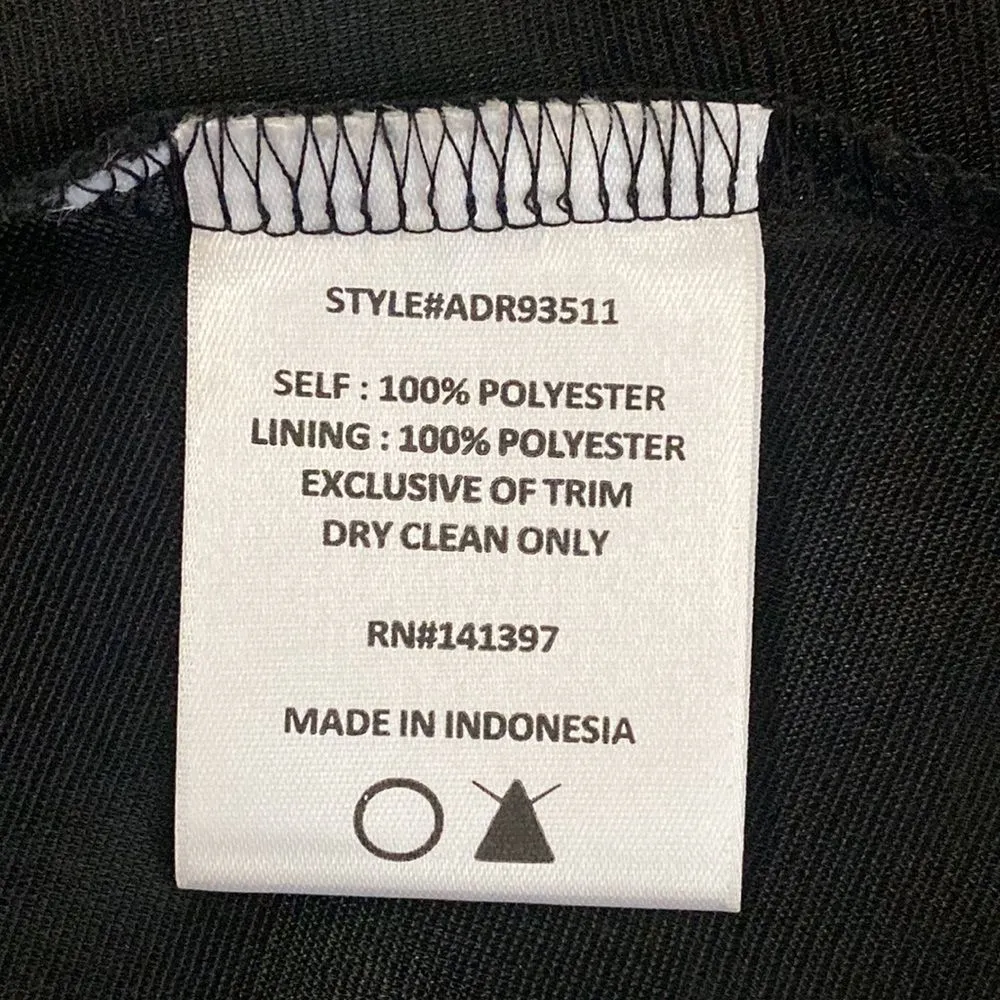 STYLE#ADR93511
SELF : 100% POLYESTER
LINING : 100% POLYESTER
EXCLUSIVE OF TRIM
DRY CLEAN ONLY
RN#141397
MADE IN INDONESIA